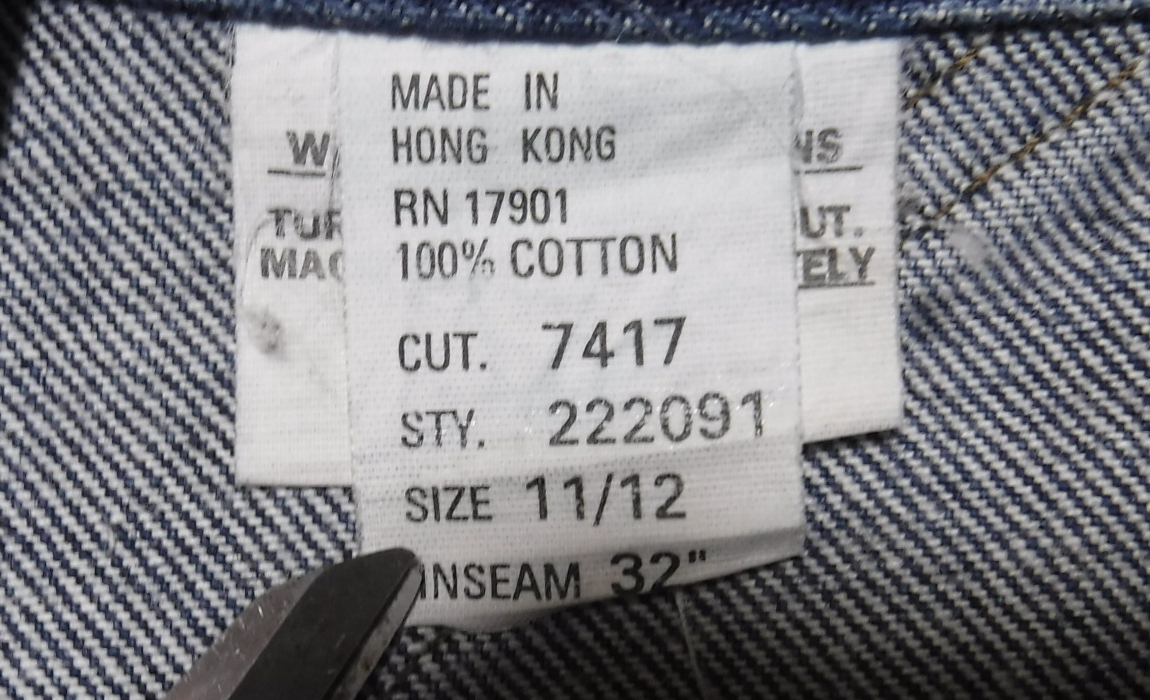 MADE IN
HONG KONG
RN 17901
100% COTTON
CUT. 7417
STY. 222091
SIZE 11/12
INSEAM 32"